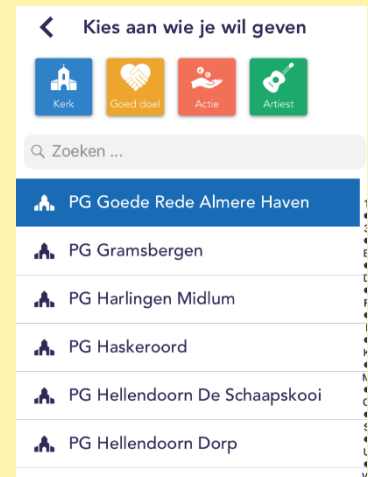 Kies aan wie je wil geven
Kerk
Goed doel
Actie
Artiest
Zoeken ...
PG Goede Rede Almere Haven
PG Gramsbergen
PG Harlingen Midlum
PG Haskeroord
PG Hellendoorn De Schaapskooi
PG Hellendoorn Dorp